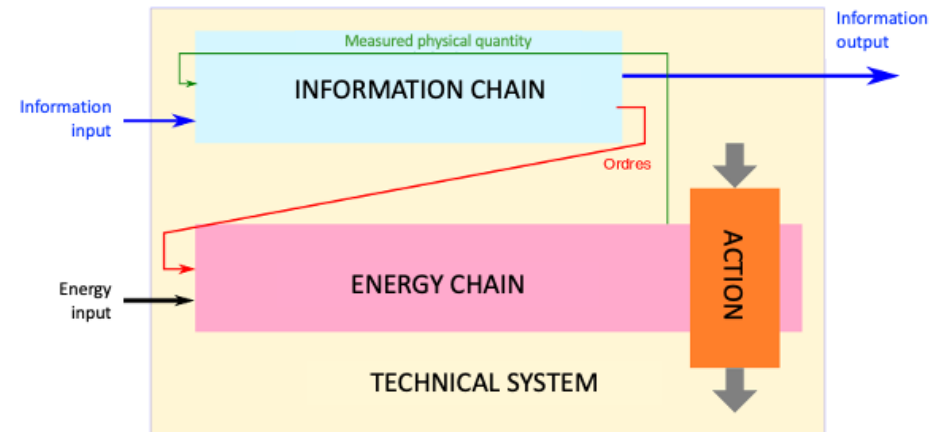 Information
output
Measured physical quantity
INFORMATION CHAIN
Information
input
Ordres
ACTION
ENERGY CHAIN
Energy
input
TECHNICAL SYSTEM